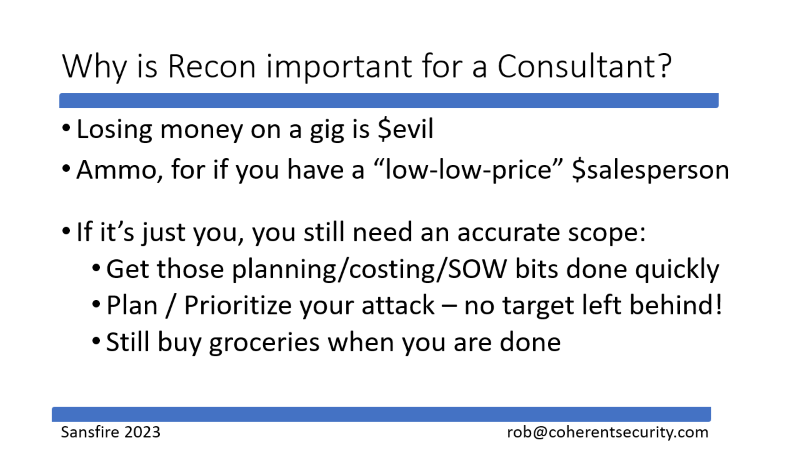 Why is Recon important for a Consultant?
• Losing money on a gig is $evil
• Ammo, for if you have a “low-low-price” $salesperson
• If it’s just you, you still need an accurate scope:
• Get those planning/costing/SOW bits done quickly
• Plan / Prioritize your attack – no target left behind!
• Still buy groceries when you are done
Sansfire 2023
rob@coherentsecurity.com